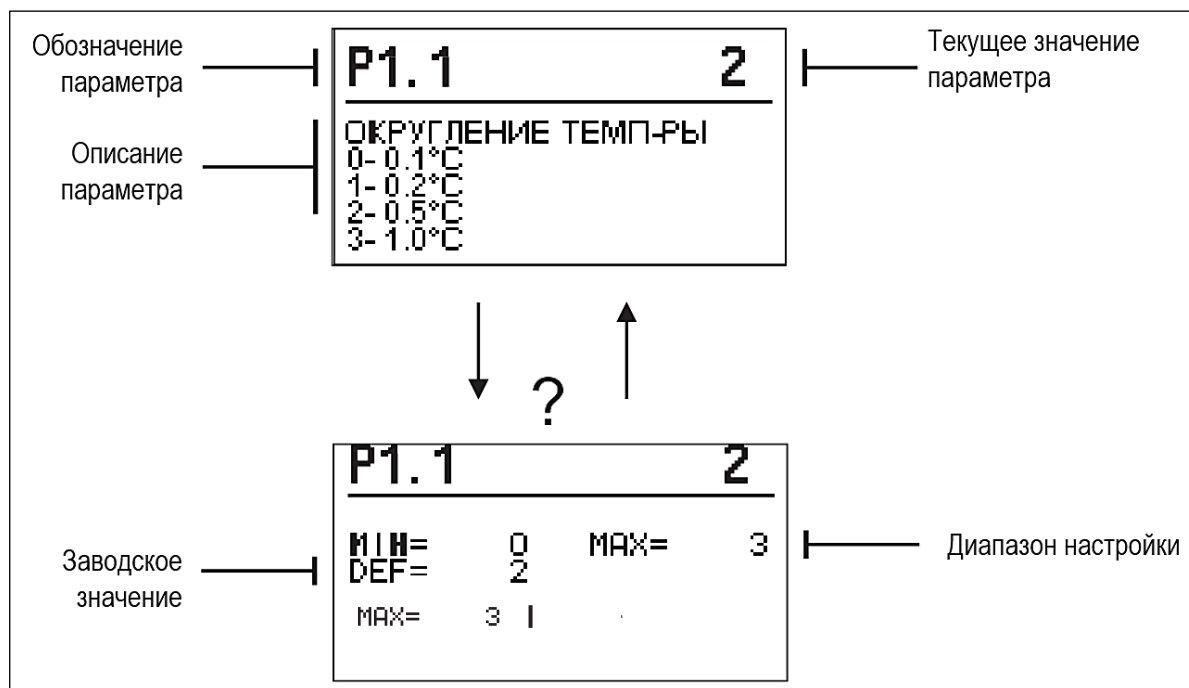 Обозначение
параметра
P1.1 2
Текущее значение
параметра
Описание
параметра
ОКРУГЛЕНИЕ ТЕМП-РЫ
0- 0.1°C
1- 0.2°C
2- 0.5°C
3- 1.0°C
?
P1.1 2
Заводское
значение
MIN= 0 MAX= 3
DEF= 2
MAX= 3
Диапазон настройки